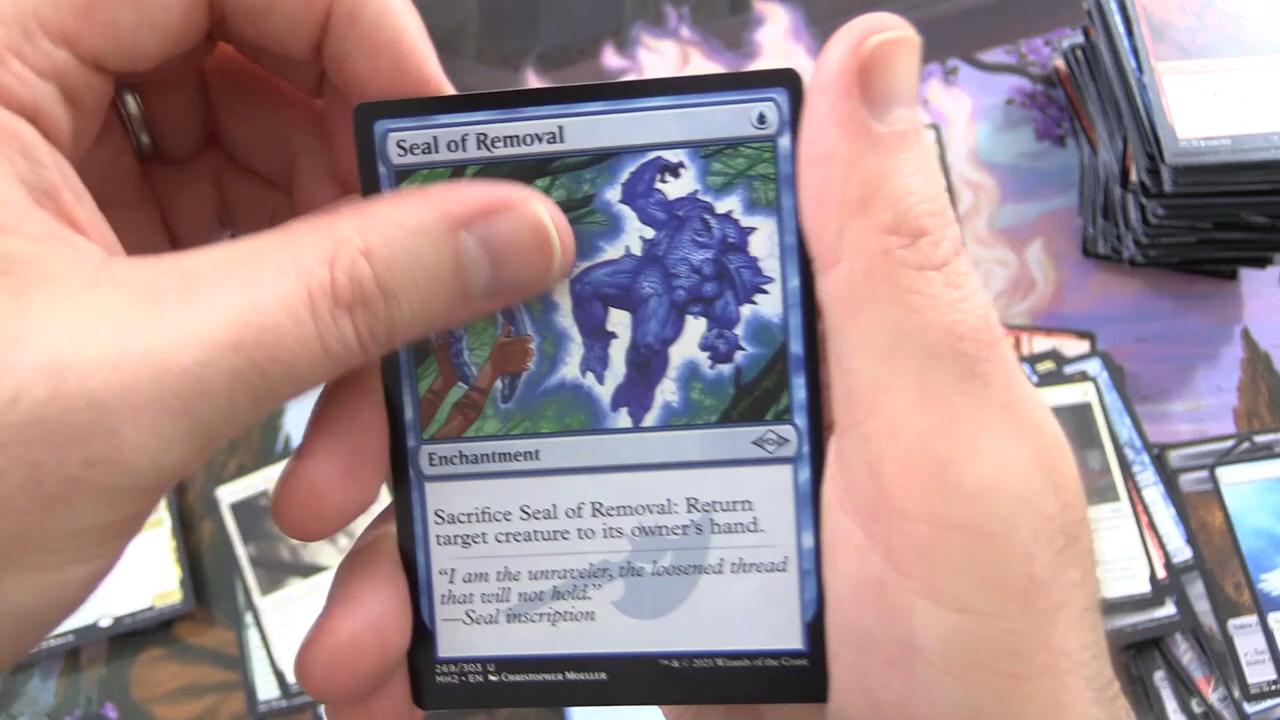 Seal of Removal
Enchantment
Sacrifice Seal of Removal: Return
target creature to its owner's hand.
"I am the unraveler, the loosened thread
that will not hold."
—Seal inscription
269/303 U
MH2 • EN Christopher Moeller
™ & © 2021 Wizards of the Coast